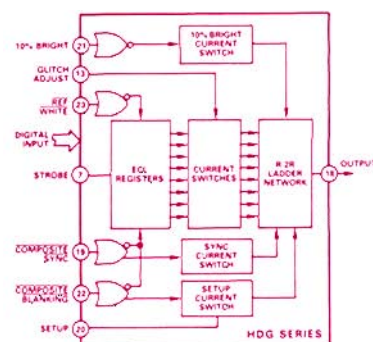 10% BRIGHT
21
10% BRIGHT
CURRENT
SWITCH
GLITCH
ADJUST
13
REF
WHITE
23
DIGITAL
INPUT
STROBE
7
EQL
REGISTERS
CURRENT
SWITCHES
R 2R
LADDER
NETWORK
18
OUTPUT
COMPOSITE
SYNC
19
SYNC
CURRENT
SWITCH
COMPOSITE
BLANKING
22
SETUP
CURRENT
SWITCH
SETUP
20
HDG SERIES